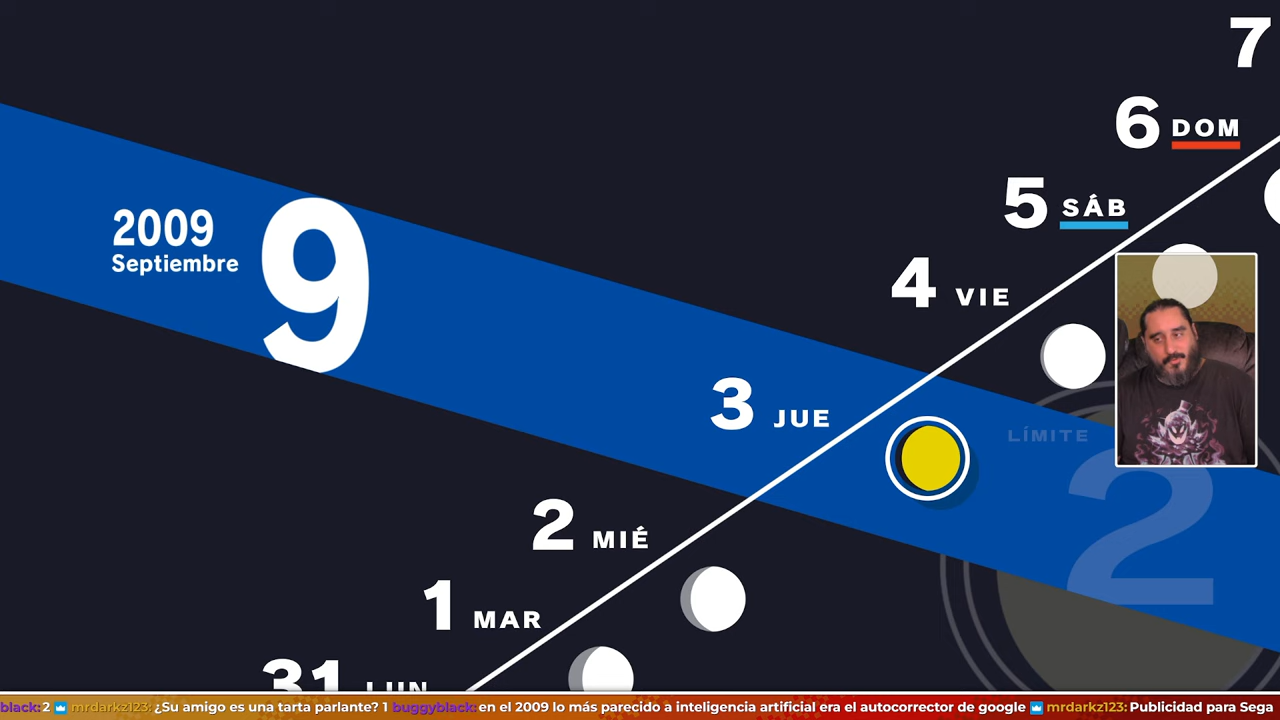 7
6 DOM
5 SÁB
2009
Septiembre
9
4 VIE
3 JUE
LÍMITE
2
2 MIÉ
1 MAR
31 LUN
black: 2 mrdarkz123: ¿Su amigo es una tarta parlante? 1 buggyblack: en el 2009 lo más parecido a inteligencia artificial era el autocorrector de google mrdarkz123: Publicidad para Sega